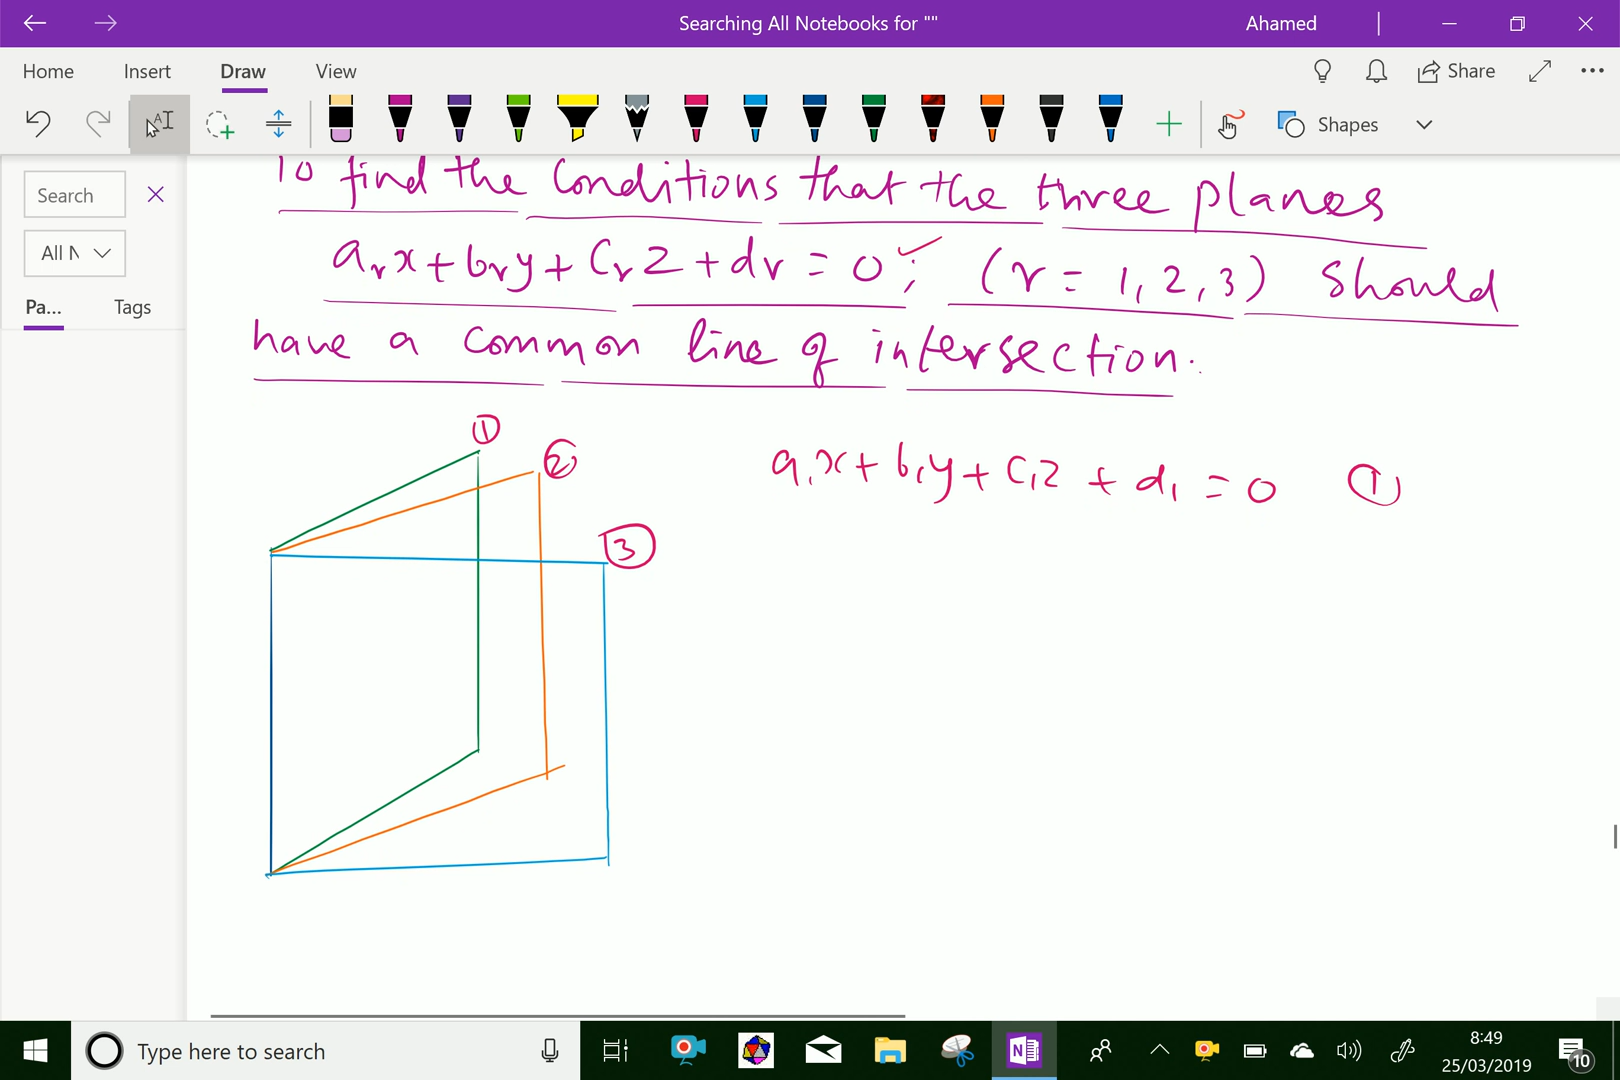 Searching All Notebooks for ""
Ahamed
Home Insert Draw View
Share
Shapes
Search
All N
Pa... Tags
To find the conditions that the three planes
aᵣx + bᵣy + cᵣz + dᵣ = 0 ; (r = 1, 2, 3) should
have a common line of intersection.
①
②
③
a₁x + b₁y + c₁z + d₁ = 0 ①
Type here to search
N
8:49
25/03/2019
10